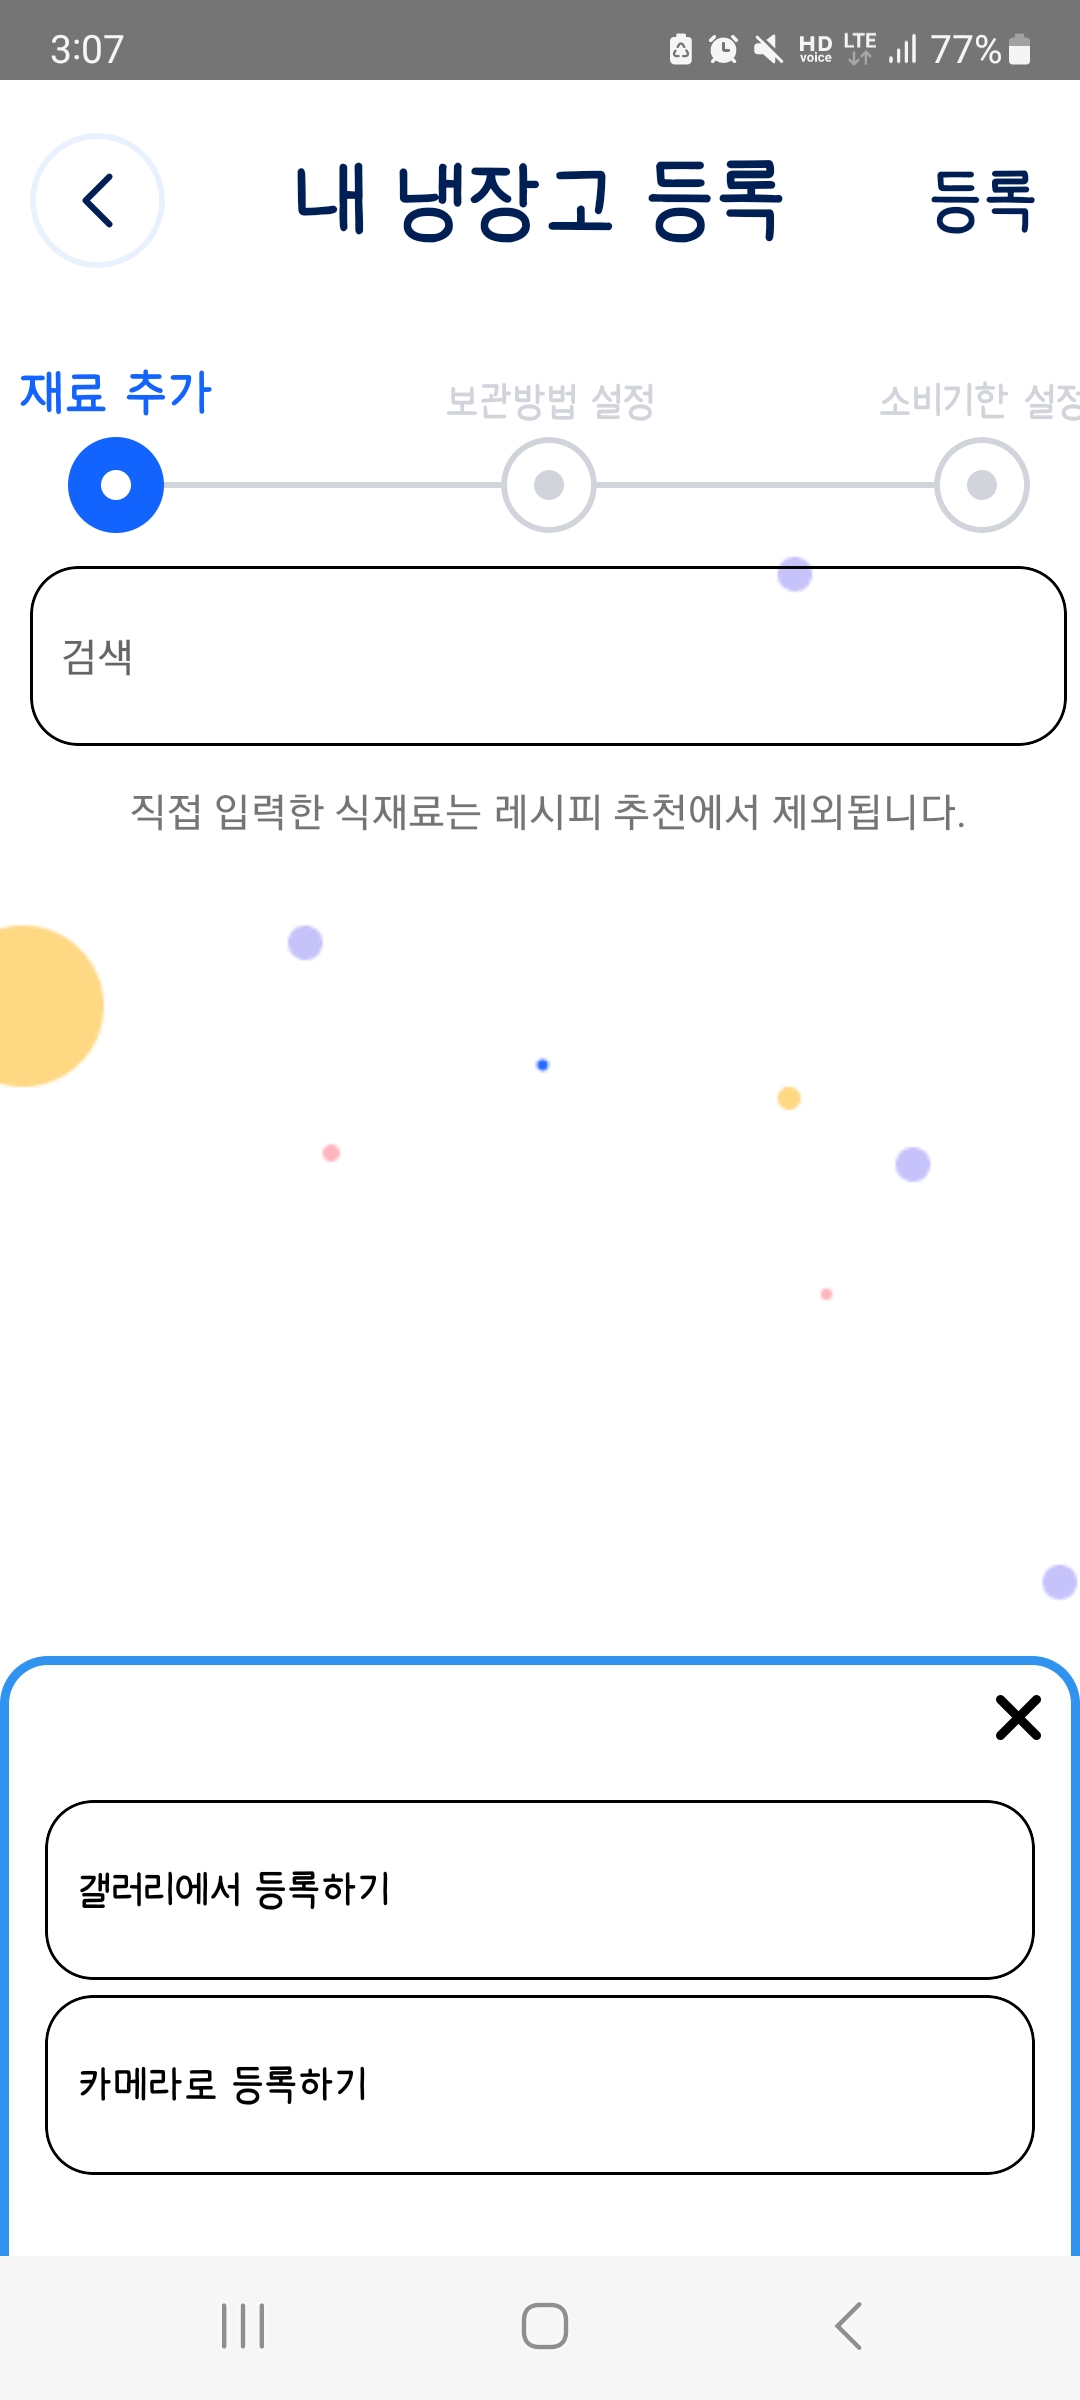 3:07 HD voice LTE 77%
내 냉장고 등록 등록
재료 추가 보관방법 설정 소비기한 설정
검색
직접 입력한 식재료는 레시피 추천에서 제외됩니다.
갤러리에서 등록하기
카메라로 등록하기